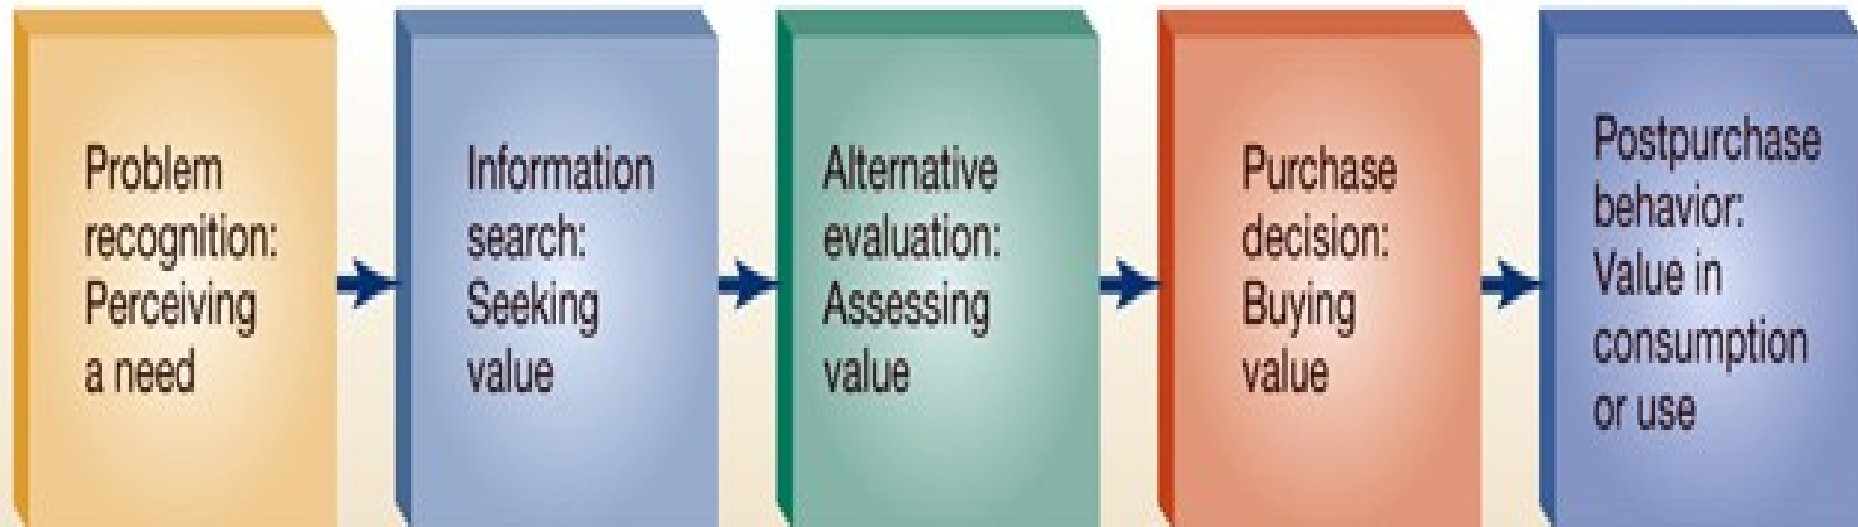 Problem
recognition:
Perceiving
a need
Information
search:
Seeking
value
Alternative
evaluation:
Assessing
value
Purchase
decision:
Buying
value
Postpurchase
behavior:
Value in
consumption
or use